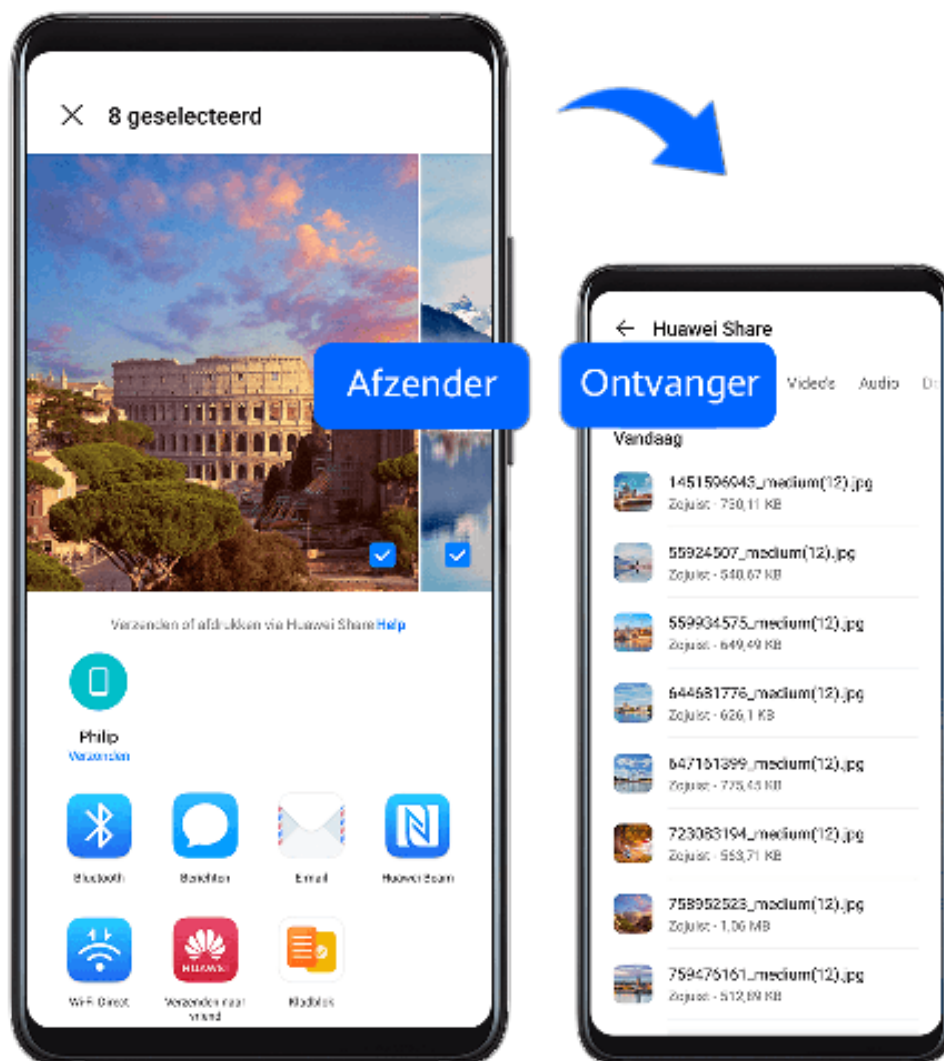 8 geselecteerd
Afzender
Verzenden of afdrukken via Huawei Share Help
Philip
Verzenden
Bluetooth
Berichten
E-mail
Huawei Beam
Wi-Fi Direct
Verzenden naar
vriend
Kladblok
HUAWEI
Huawei Share
Ontvanger
Video's
Audio
Vandaag
1451596943_medium(12).jpg
Zojuist - 730,11 KB
55924507_medium(12).jpg
Zojuist - 540,67 KB
559934575_medium(12).jpg
Zojuist - 649,49 KB
644681776_medium(12).jpg
Zojuist - 626,1 KB
647161399_medium(12).jpg
Zojuist - 775,45 KB
723083194_medium(12).jpg
Zojuist - 563,71 KB
758952523_medium(12).jpg
Zojuist - 1,06 MB
759476161_medium(12).jpg
Zojuist - 512,89 KB